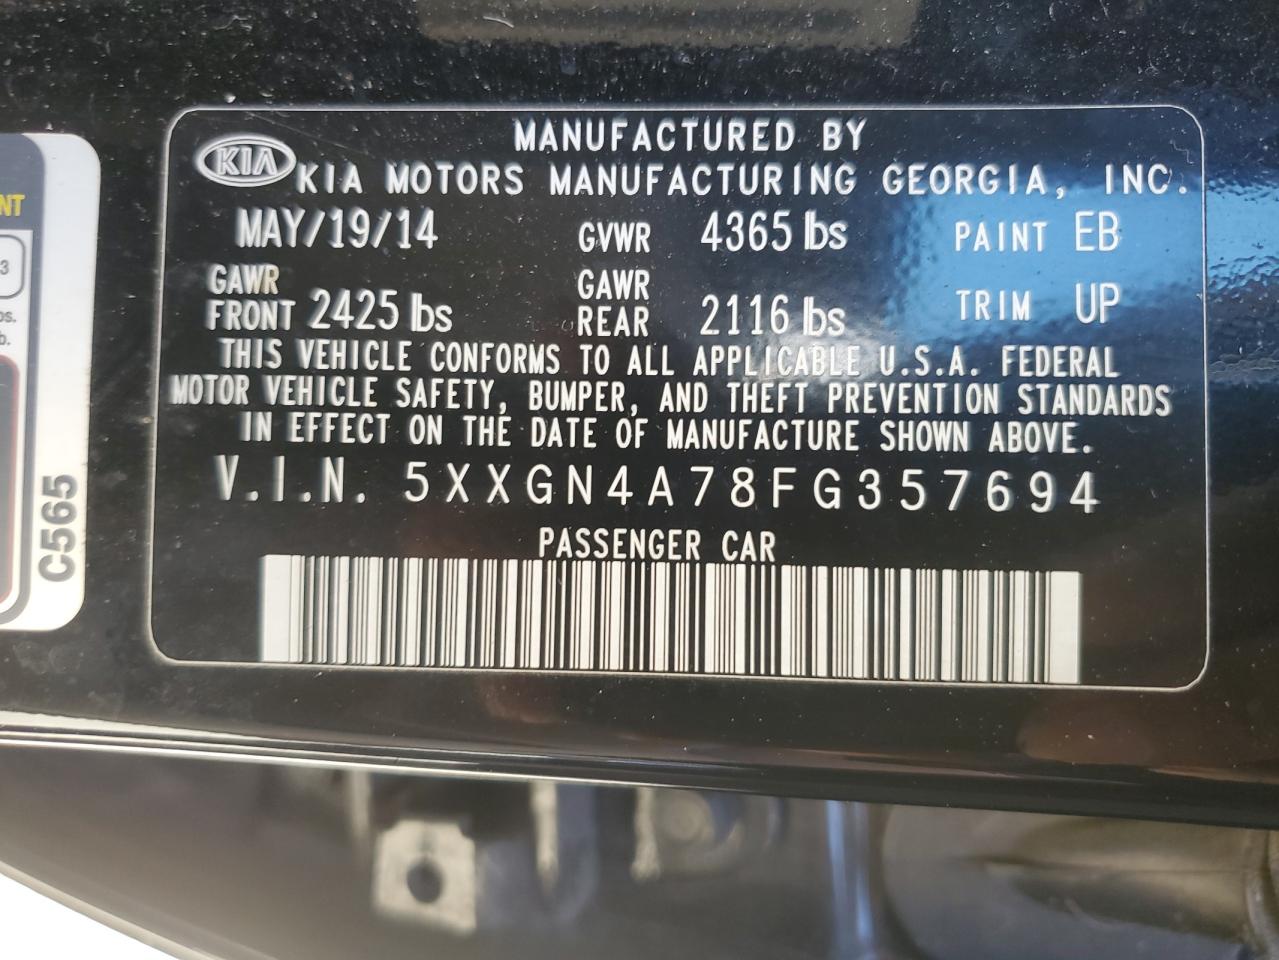 MANUFACTURED BY
KIA KIA MOTORS MANUFACTURING GEORGIA, INC.
MAY/19/14 GVWR 4365 lbs PAINT EB
GAWR FRONT 2425 lbs GAWR REAR 2116 lbs TRIM UP
THIS VEHICLE CONFORMS TO ALL APPLICABLE U.S.A. FEDERAL
MOTOR VEHICLE SAFETY, BUMPER, AND THEFT PREVENTION STANDARDS
IN EFFECT ON THE DATE OF MANUFACTURE SHOWN ABOVE.
V.I.N. 5XXGN4A78FG357694
PASSENGER CAR
NT
3
C565